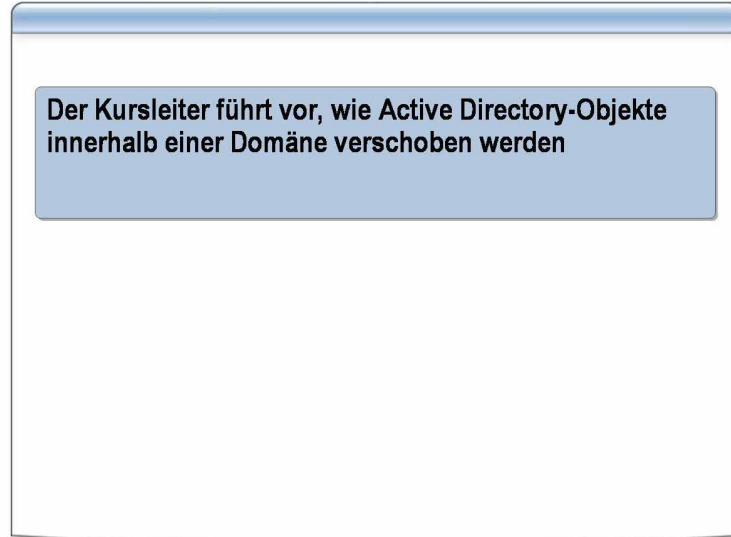 Der Kursleiter führt vor, wie Active Directory-Objekte
innerhalb einer Domäne verschoben werden